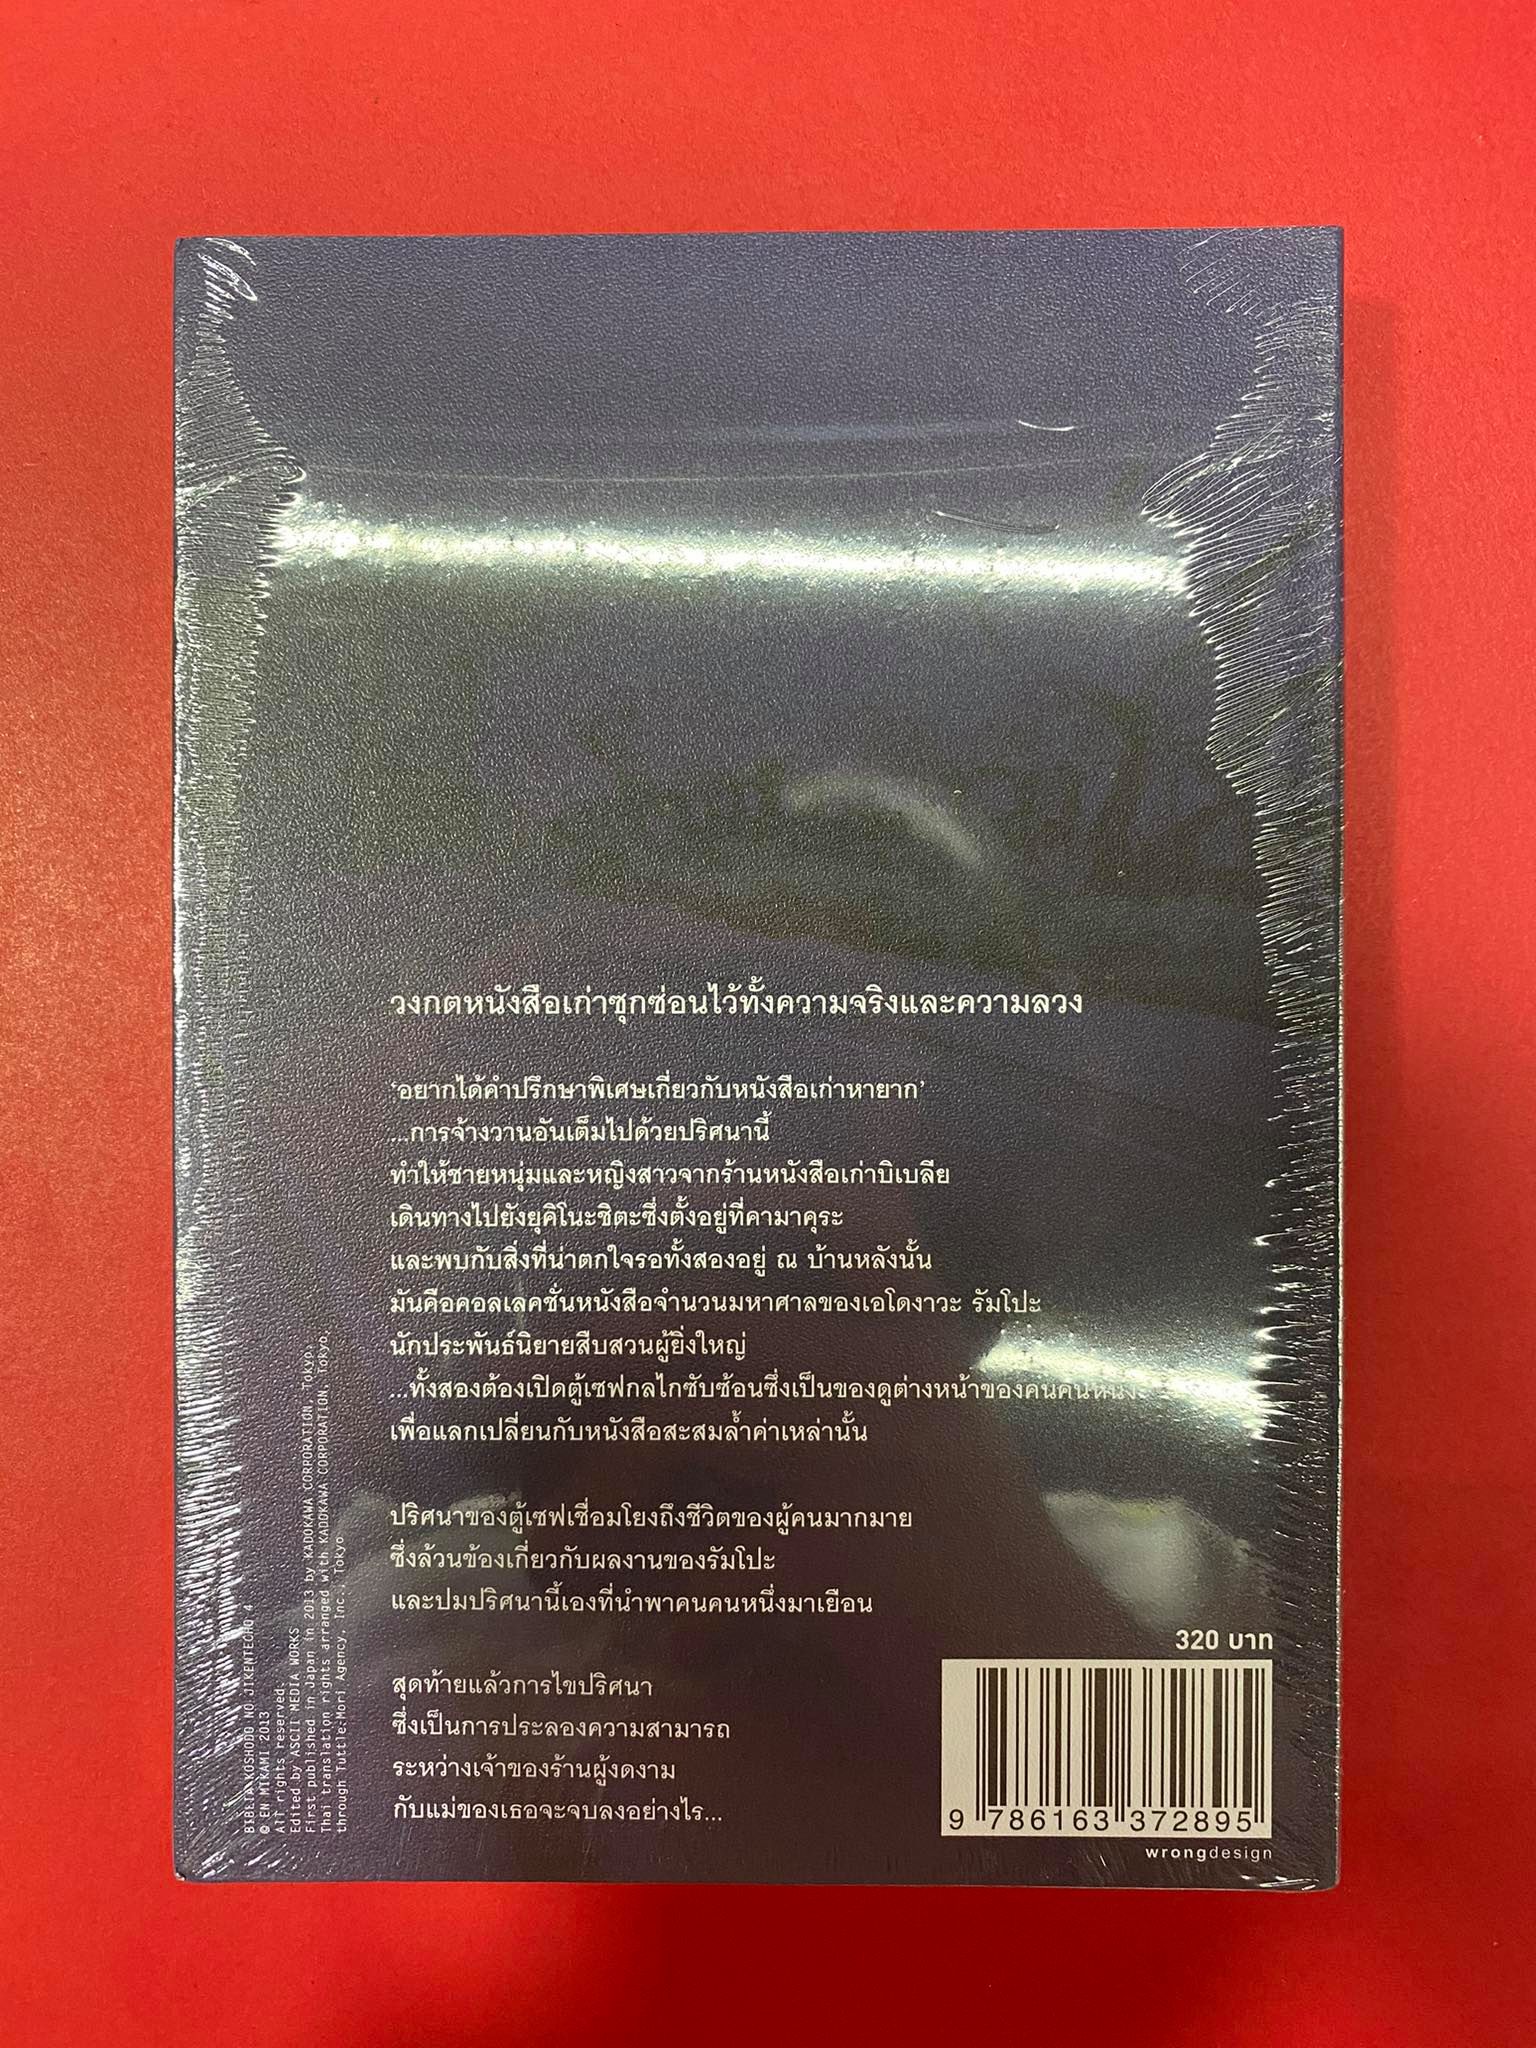 วงกตหนังสือเก่าซุกซ่อนไว้ทั้งความจริงและความลวง
‘อยากได้คำปรึกษาพิเศษเกี่ยวกับหนังสือเก่าหายาก’
...การจ้างวานอันเต็มไปด้วยปริศนานี้
ทำให้ชายหนุ่มและหญิงสาวจากร้านหนังสือเก่าบิเบลีย
เดินทางไปยังยุคิโนะชิตะซึ่งตั้งอยู่ที่คามาคุระ
และพบกับสิ่งที่น่าตกใจรอทั้งสองอยู่ ณ บ้านหลังนั้น
มันคือคอลเลคชั่นหนังสือจำนวนมหาศาลของเอโดงาวะ รัมโปะ
นักประพันธ์นิยายสืบสวนผู้ยิ่งใหญ่
...ทั้งสองต้องเปิดตู้เซฟกลไกซับซ้อนซึ่งเป็นของดูต่างหน้าของคนคนหนึ่ง
เพื่อแลกเปลี่ยนกับหนังสือสะสมล้ำค่าเหล่านั้น
ปริศนาของตู้เซฟเชื่อมโยงถึงชีวิตของผู้คนมากมาย
ซึ่งล้วนข้องเกี่ยวกับผลงานของรัมโปะ
และปมปริศนานี้เองที่นำพาคนคนหนึ่งมาเยือน
สุดท้ายแล้วการไขปริศนา
ซึ่งเป็นการประลองความสามารถ
ระหว่างเจ้าของร้านผู้งดงาม
กับแม่ของเธอจะจบลงอย่างไร...
320 บาท
9 786163 372895
wrongdesign
BIBLIA KOSHODO NO JIKENTECHO 4
© EN MIKAMI 2013
All rights reserved.
Edited by ASCII MEDIA WORKS
First published in Japan in 2013 by KADOKAWA CORPORATION, Tokyo.
Thai translation rights arranged with KADOKAWA CORPORATION, Tokyo,
through Tuttle-Mori Agency, Inc., Tokyo